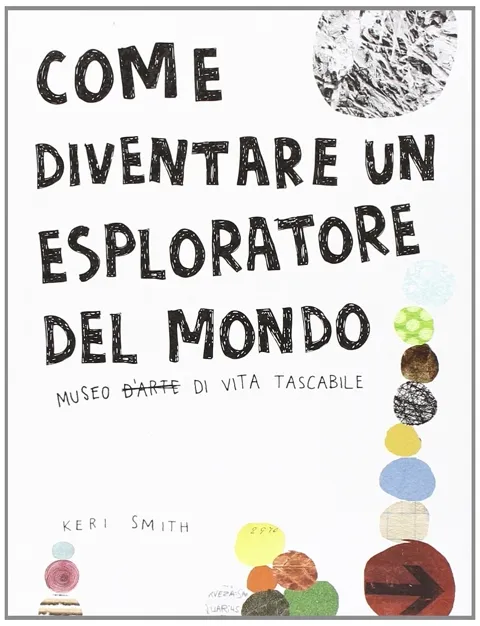 COME
DIVENTARE UN
ESPLORATORE
DEL MONDO
MUSEO D'ARTE DI VITA TASCABILE
KERI SMITH